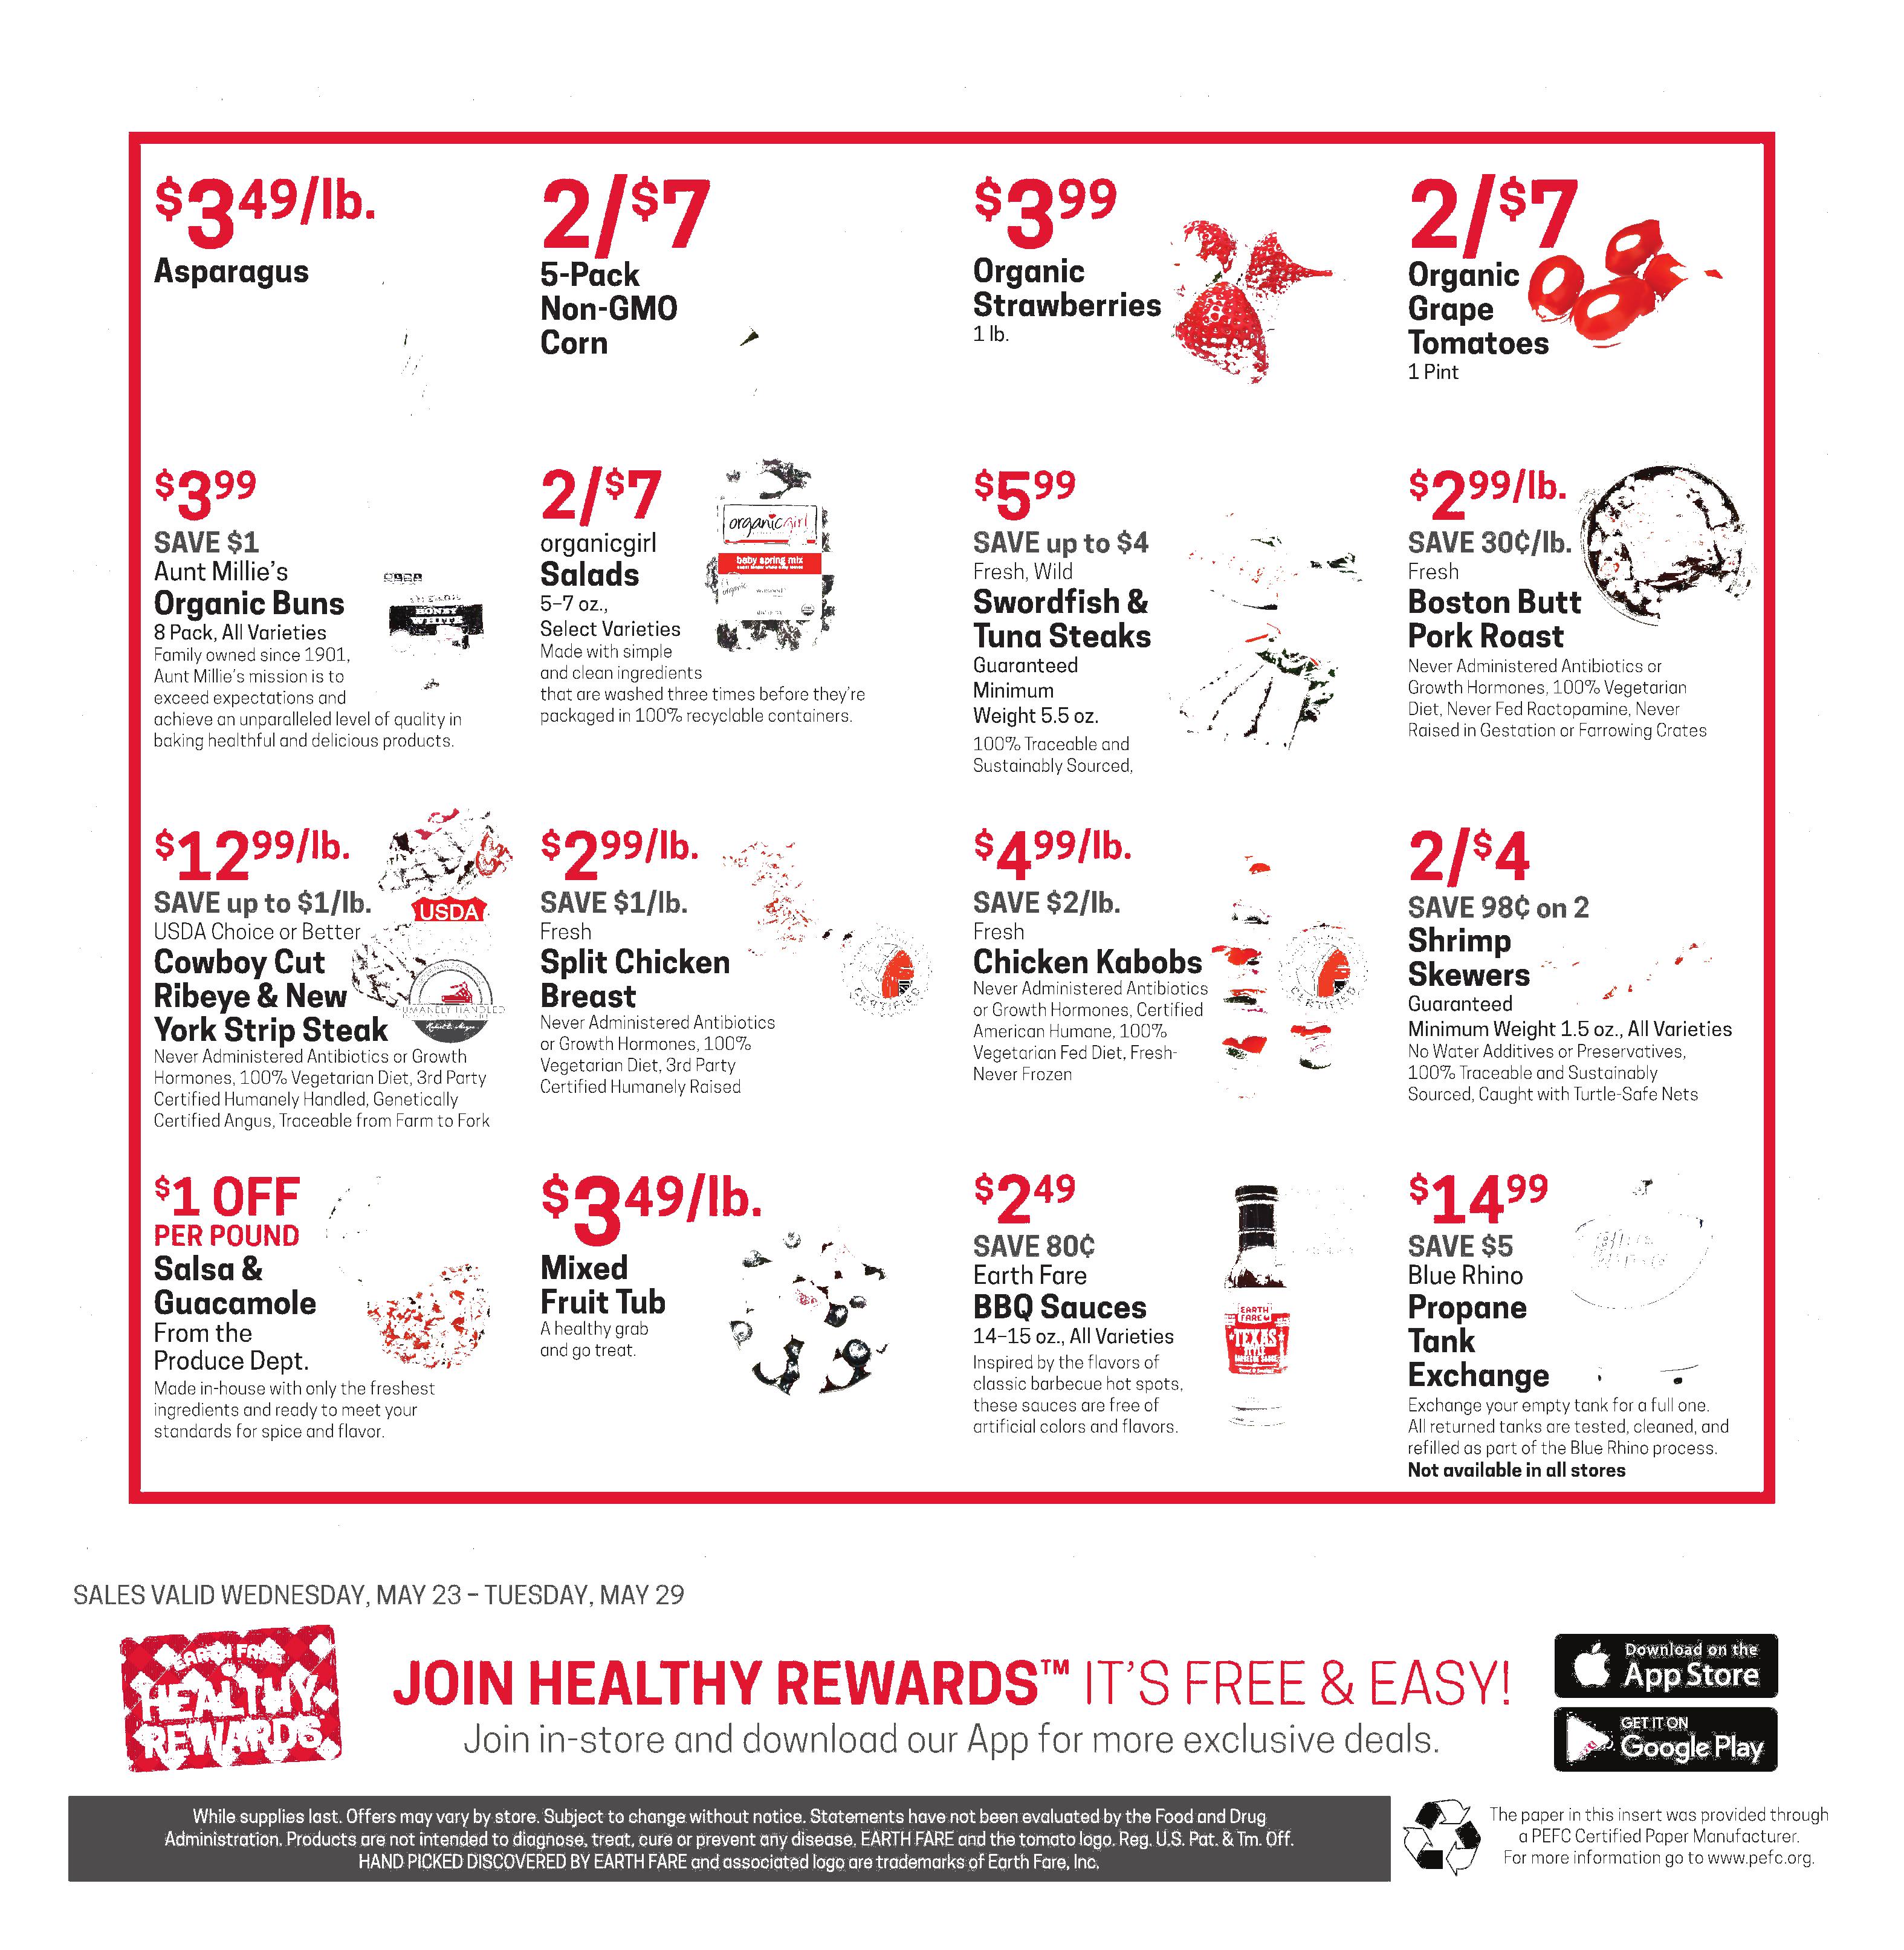 $3 49/lb.
Asparagus
2/$7
5-Pack
Non-GMO
Corn
$3 99
Organic
Strawberries
1 lb.
2/$7
Organic
Grape
Tomatoes
1 Pint
$3 99
SAVE $1
Aunt Millie's
Organic Buns
8 Pack, All Varieties
Family owned since 1901,
Aunt Millie's mission is to
exceed expectations and
achieve an unparalleled level of quality in
baking healthful and delicious products.
HONEY
WHITE
2/$7
organicgirl
Salads
5–7 oz.,
Select Varieties
Made with simple
and clean ingredients
that are washed three times before they're
packaged in 100% recyclable containers.
organicgirl
baby spring mix
organic
$5 99
SAVE up to $4
Fresh, Wild
Swordfish &
Tuna Steaks
Guaranteed
Minimum
Weight 5.5 oz.
100% Traceable and
Sustainably Sourced,
$2 99/lb.
SAVE 30¢/lb.
Fresh
Boston Butt
Pork Roast
Never Administered Antibiotics or
Growth Hormones, 100% Vegetarian
Diet, Never Fed Ractopamine, Never
Raised in Gestation or Farrowing Crates
$12 99/lb.
SAVE up to $1/lb.
USDA Choice or Better
Cowboy Cut
Ribeye & New
York Strip Steak
Never Administered Antibiotics or Growth
Hormones, 100% Vegetarian Diet, 3rd Party
Certified Humanely Handled, Genetically
Certified Angus, Traceable from Farm to Fork
USDA
HANDLED
$2 99/lb.
SAVE $1/lb.
Fresh
Split Chicken
Breast
Never Administered Antibiotics
or Growth Hormones, 100%
Vegetarian Diet, 3rd Party
Certified Humanely Raised
CERTIFIED
$4 99/lb.
SAVE $2/lb.
Fresh
Chicken Kabobs
Never Administered Antibiotics
or Growth Hormones, Certified
American Humane, 100%
Vegetarian Fed Diet, Fresh-
Never Frozen
CERTIFIED
2/$4
SAVE 98¢ on 2
Shrimp
Skewers
Guaranteed
Minimum Weight 1.5 oz., All Varieties
No Water Additives or Preservatives,
100% Traceable and Sustainably
Sourced, Caught with Turtle-Safe Nets
$1 OFF
PER POUND
Salsa &
Guacamole
From the
Produce Dept.
Made in-house with only the freshest
ingredients and ready to meet your
standards for spice and flavor.
$3 49/lb.
Mixed
Fruit Tub
A healthy grab
and go treat.
$2 49
SAVE 80¢
Earth Fare
BBQ Sauces
14–15 oz., All Varieties
Inspired by the flavors of
classic barbecue hot spots,
these sauces are free of
artificial colors and flavors.
EARTH
FARE
TEXAS
STYLE
$14 99
SAVE $5
Blue Rhino
Propane
Tank
Exchange
Exchange your empty tank for a full one.
All returned tanks are tested, cleaned, and
refilled as part of the Blue Rhino process.
Not available in all stores
SALES VALID WEDNESDAY, MAY 23 – TUESDAY, MAY 29
EARTH FARE
HEALTHY
REWARDS
JOIN HEALTHY REWARDS™ IT'S FREE & EASY!
Join in-store and download our App for more exclusive deals.
Download on the
App Store
GET IT ON
Google Play
While supplies last. Offers may vary by store. Subject to change without notice. Statements have not been evaluated by the Food and Drug
Administration. Products are not intended to diagnose, treat, cure or prevent any disease, EARTH FARE and the tomato logo. Reg. U.S. Pat. & Tm. Off.
HAND PICKED DISCOVERED BY EARTH FARE and associated logo are trademarks of Earth Fare, Inc.
The paper in this insert was provided through
a PEFC Certified Paper Manufacturer.
For more information go to www.pefc.org.